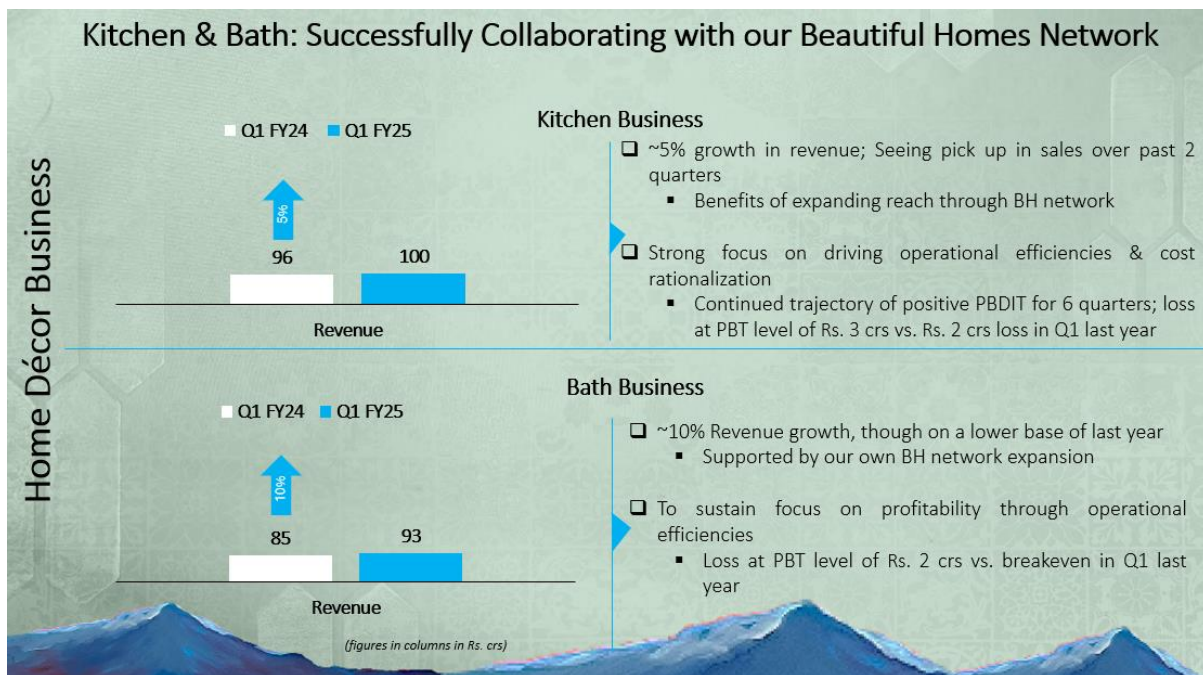 Kitchen & Bath: Successfully Collaborating with our Beautiful Homes Network
Home Décor Business
Q1 FY24 Q1 FY25
5%
96 100
Revenue
Kitchen Business
~5% growth in revenue; Seeing pick up in sales over past 2
quarters
Benefits of expanding reach through BH network
Strong focus on driving operational efficiencies & cost
rationalization
Continued trajectory of positive PBDIT for 6 quarters; loss
at PBT level of Rs. 3 crs vs. Rs. 2 crs loss in Q1 last year
Q1 FY24 Q1 FY25
10%
85 93
Revenue
(figures in columns in Rs. crs)
Bath Business
~10% Revenue growth, though on a lower base of last year
Supported by our own BH network expansion
To sustain focus on profitability through operational
efficiencies
Loss at PBT level of Rs. 2 crs vs. breakeven in Q1 last
year